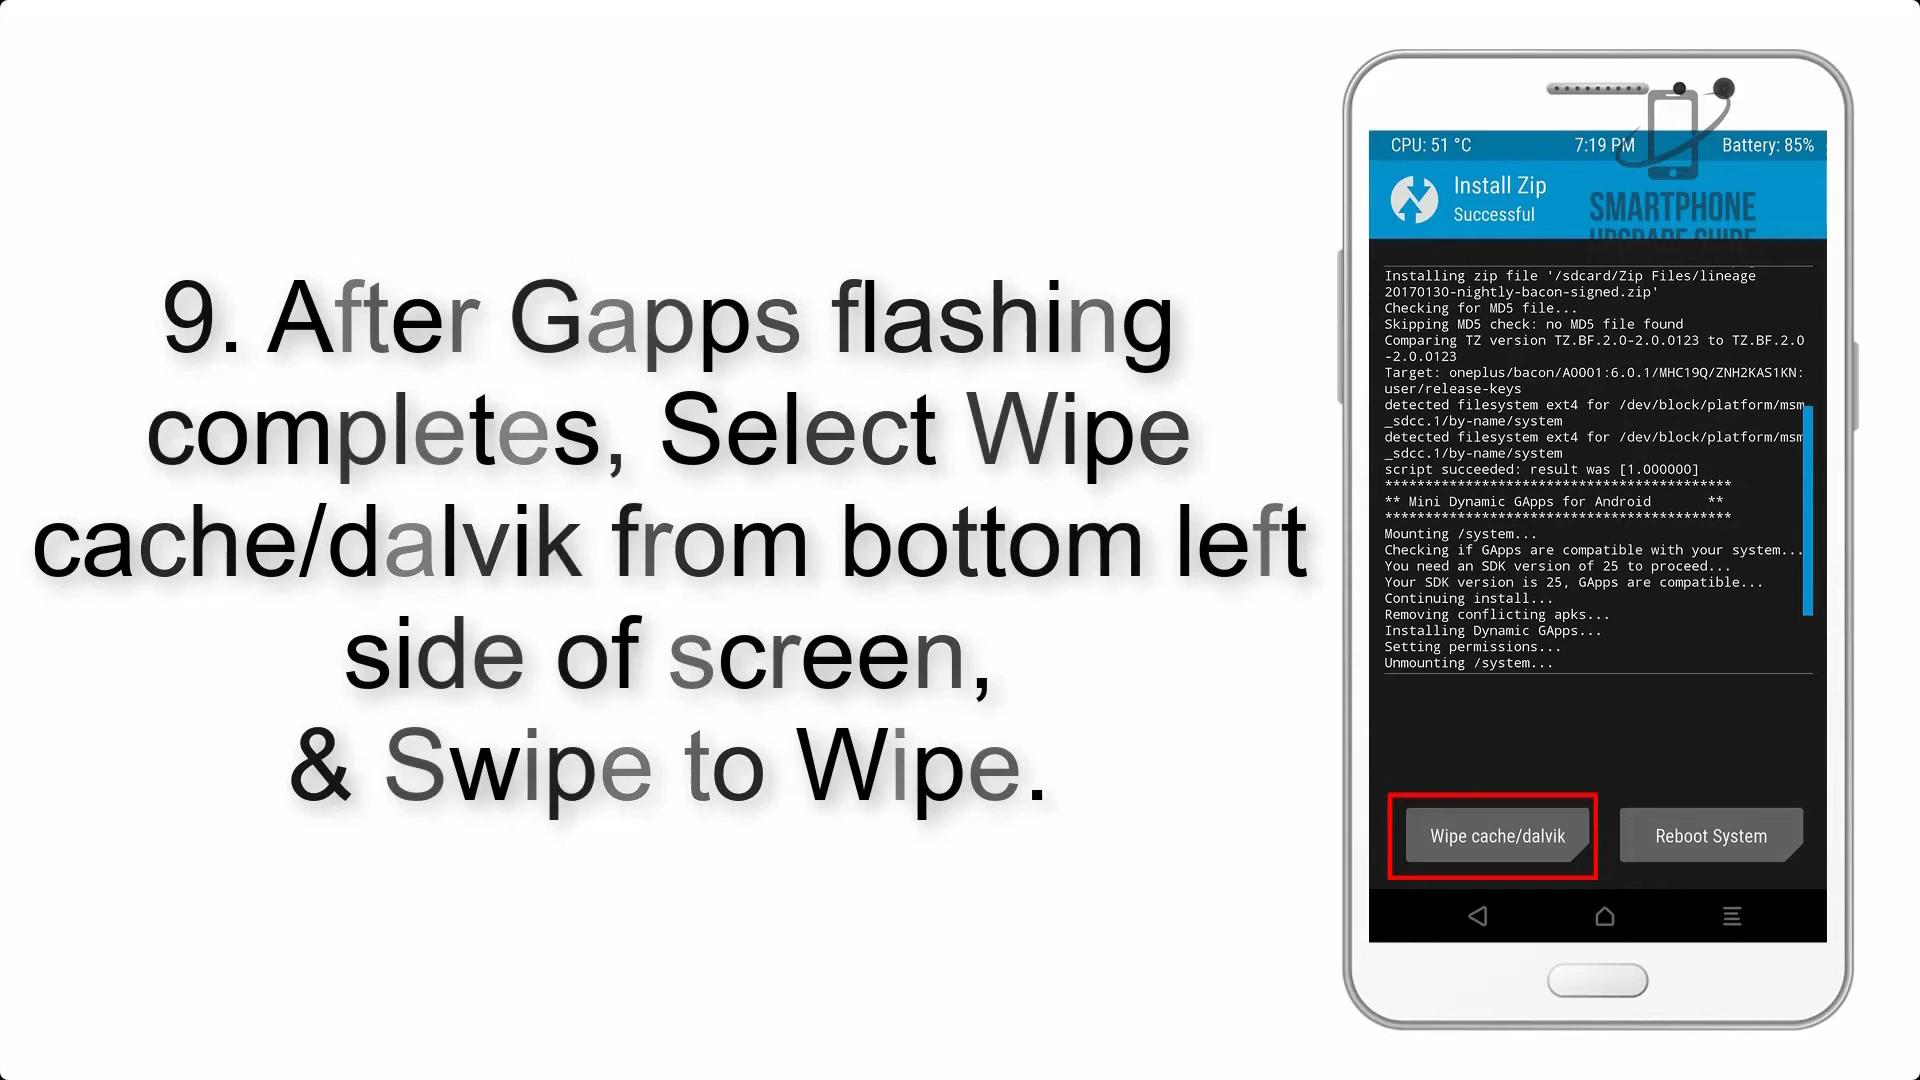 9. After Gapps flashing
completes, Select Wipe
cache/dalvik from bottom left
side of screen,
& Swipe to Wipe.
CPU: 51 °C 7:19 PM Battery: 85%
Install Zip
Successful
SMARTPHONE
UPGRADE GUIDE
Installing zip file '/sdcard/Zip Files/lineage
20170130-nightly-bacon-signed.zip'
Checking for MD5 file...
Skipping MD5 check: no MD5 file found
Comparing TZ version TZ.BF.2.0-2.0.0123 to TZ.BF.2.0
-2.0.0123
Target: oneplus/bacon/A0001:6.0.1/MHC19Q/ZNH2KAS1KN:
user/release-keys
detected filesystem ext4 for /dev/block/platform/msm
_sdcc.1/by-name/system
detected filesystem ext4 for /dev/block/platform/msm
_sdcc.1/by-name/system
script succeeded: result was [1.000000]
*******************************************
** Mini Dynamic GApps for Android **
*******************************************
Mounting /system...
Checking if GApps are compatible with your system...
You need an SDK version of 25 to proceed...
Your SDK version is 25, GApps are compatible...
Continuing install...
Removing conflicting apks...
Installing Dynamic GApps...
Setting permissions...
Unmounting /system...
Wipe cache/dalvik Reboot System